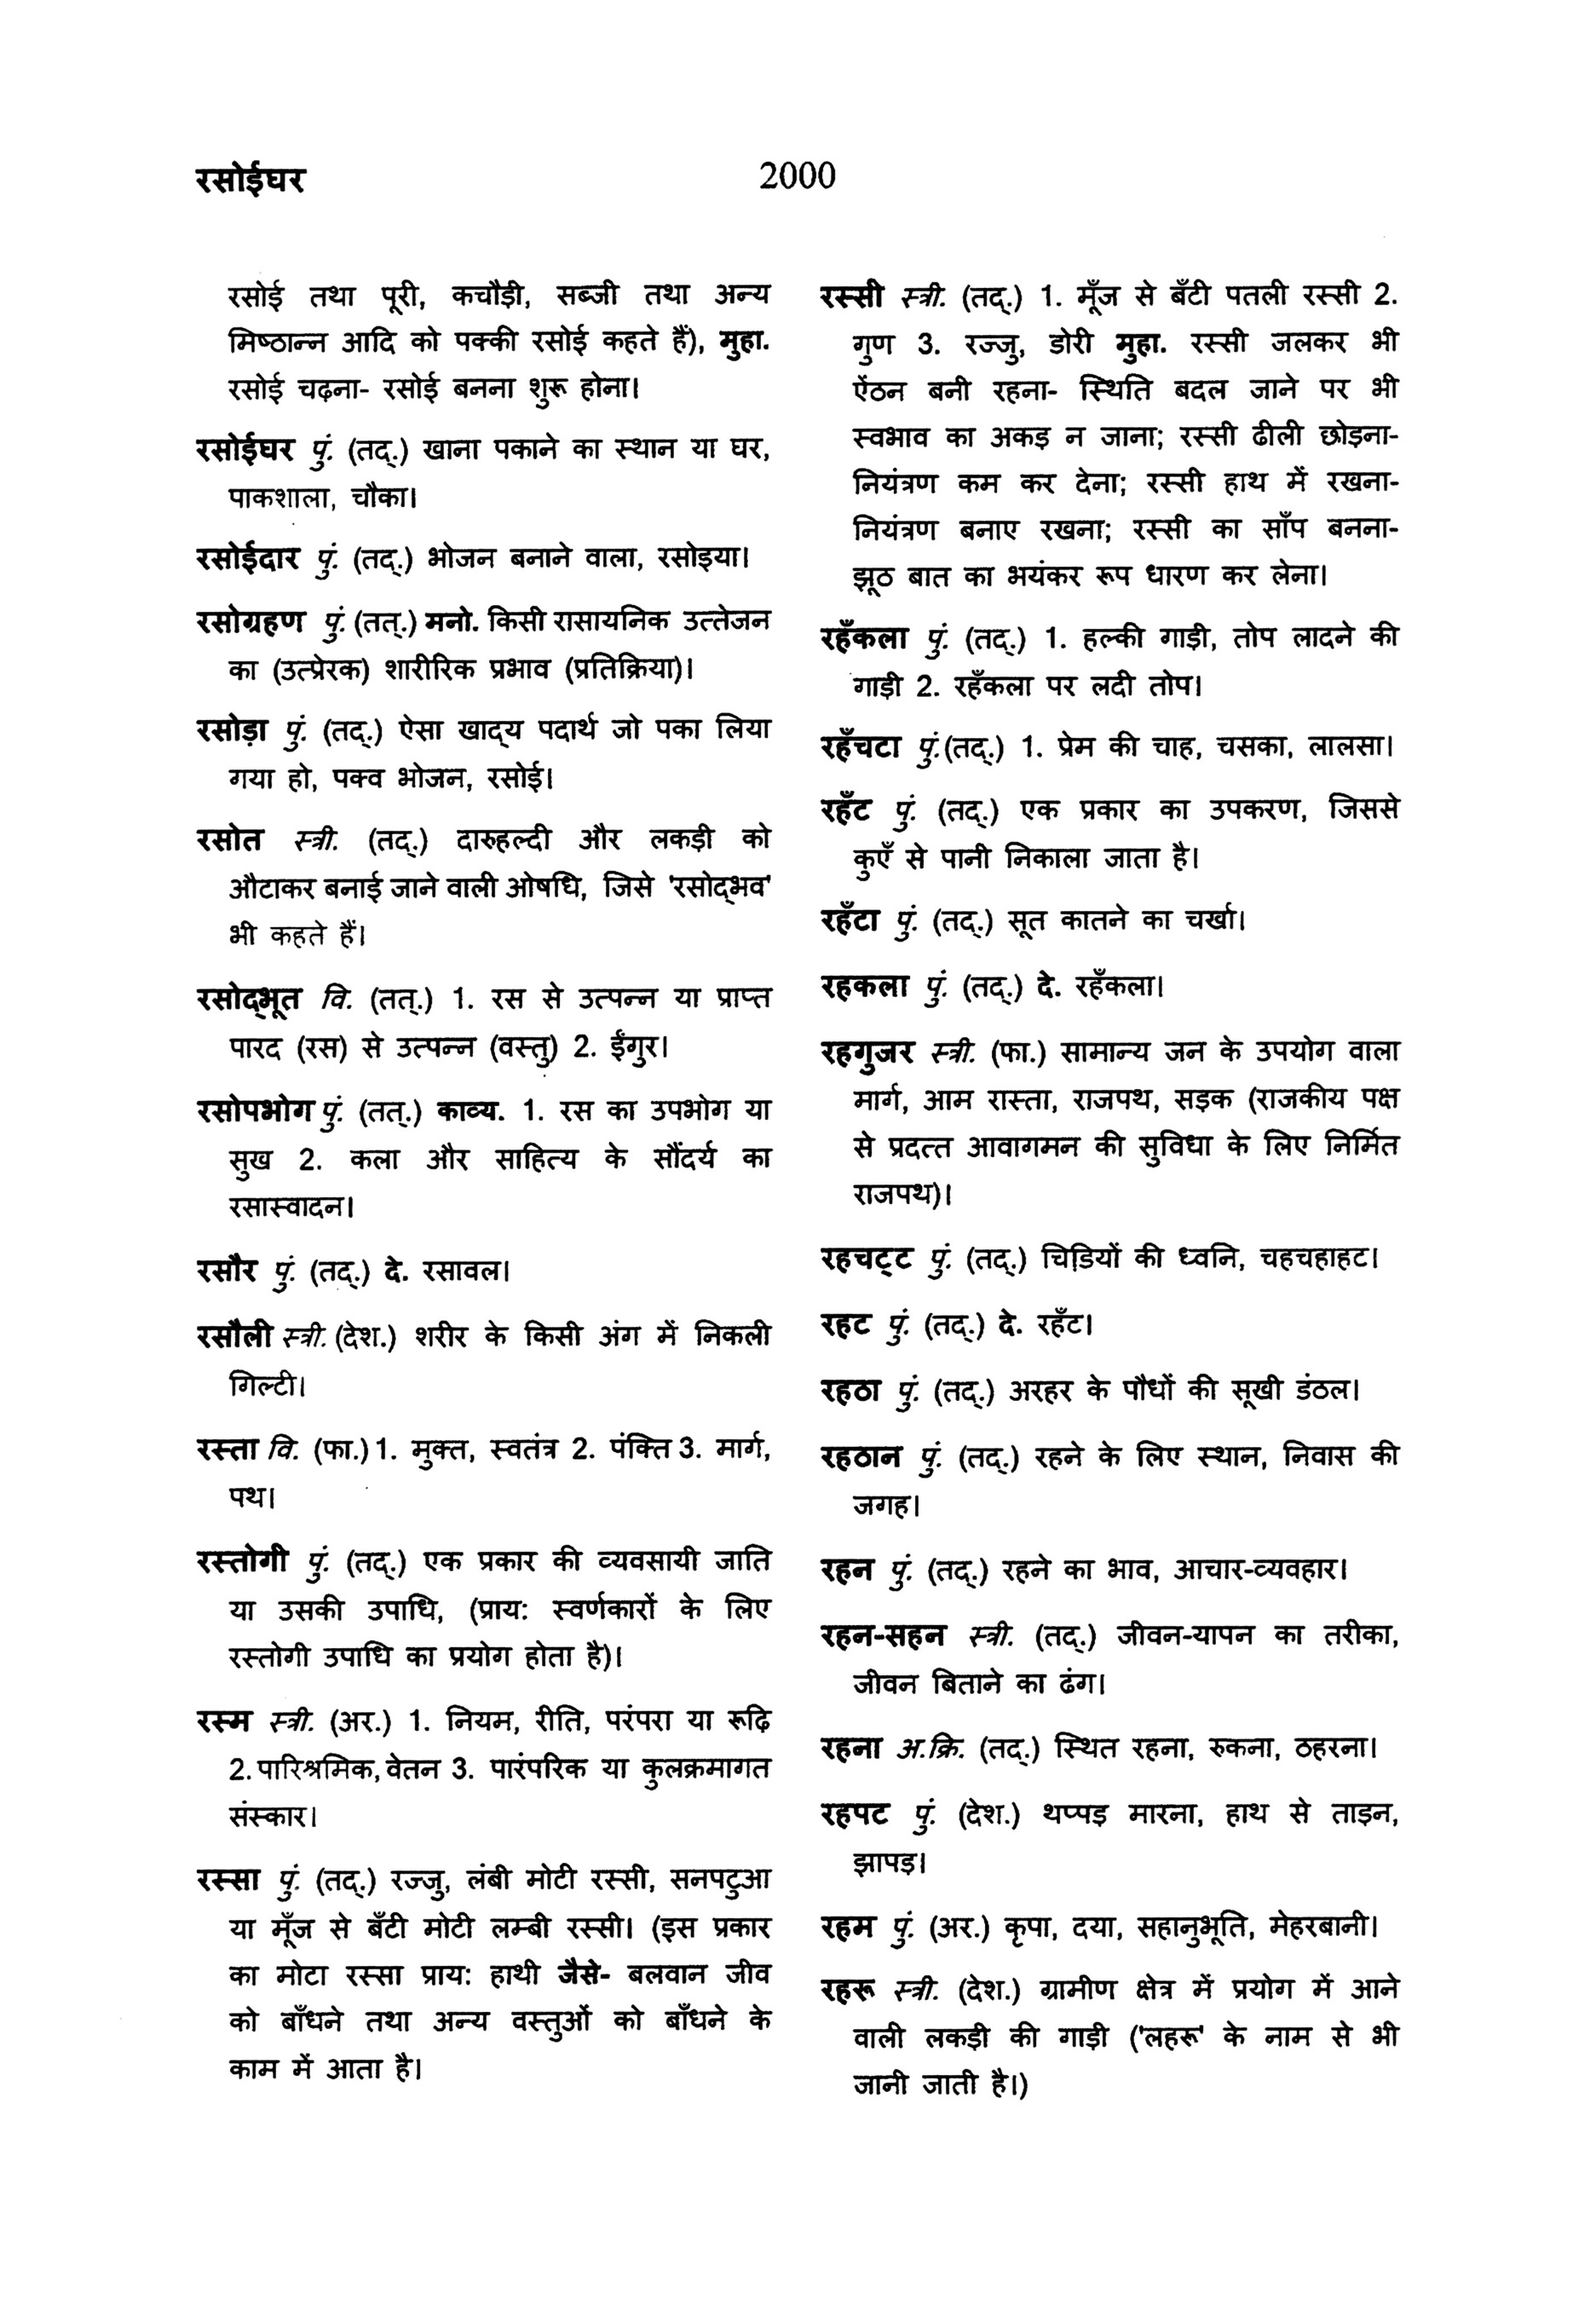 रसोईघर
2000
रसोई तथा पूरी, कचौड़ी, सब्जी तथा अन्य
मिष्ठान्न आदि को पक्की रसोई कहते हैं), मुहा.
रसोई चढ़ना- रसोई बनना शुरू होना।
रसोईघर पुं. (तद्.) खाना पकाने का स्थान या घर,
पाकशाला, चौका।
रसोईदार पुं. (तद्.) भोजन बनाने वाला, रसोइया।
रसोग्रहण पुं. (तत्.) मनो. किसी रासायनिक उत्तेजन
का (उत्प्रेरक) शारीरिक प्रभाव (प्रतिक्रिया)।
रसोड़ा पुं. (तद्.) ऐसा खाद्य पदार्थ जो पका लिया
गया हो, पक्व भोजन, रसोई।
रसोत स्त्री. (तद्.) दारुहल्दी और लकड़ी को
औटाकर बनाई जाने वाली ओषधि, जिसे 'रसोद्भव'
भी कहते हैं।
रसोद्भूत वि. (तत्.) 1. रस से उत्पन्न या प्राप्त
पारद (रस) से उत्पन्न (वस्तु) 2. ईंगुर।
रसोपभोग पुं. (तत्.) काव्य. 1. रस का उपभोग या
सुख 2. कला और साहित्य के सौंदर्य का
रसास्वादन।
रसौर पुं. (तद्.) दे. रसावल।
रसौली स्त्री. (देश.) शरीर के किसी अंग में निकली
गिल्टी।
रस्ता वि. (फा.) 1. मुक्त, स्वतंत्र 2. पंक्ति 3. मार्ग,
पथ।
रस्तोगी पुं. (तद्.) एक प्रकार की व्यवसायी जाति
या उसकी उपाधि, (प्राय: स्वर्णकारों के लिए
रस्तोगी उपाधि का प्रयोग होता है)।
रस्म स्त्री. (अर.) 1. नियम, रीति, परंपरा या रूढ़ि
2. पारिश्रमिक, वेतन 3. पारंपरिक या कुलक्रमागत
संस्कार।
रस्सा पुं. (तद्.) रज्जु, लंबी मोटी रस्सी, सनपटुआ
या मूँज से बँटी मोटी लम्बी रस्सी। (इस प्रकार
का मोटा रस्सा प्राय: हाथी जैसे- बलवान जीव
को बाँधने तथा अन्य वस्तुओं को बाँधने के
काम में आता है।
रस्सी स्त्री. (तद्.) 1. मूँज से बँटी पतली रस्सी 2.
गुण 3. रज्जु, डोरी मुहा. रस्सी जलकर भी
ऐंठन बनी रहना- स्थिति बदल जाने पर भी
स्वभाव का अकड़ न जाना; रस्सी ढीली छोड़ना-
नियंत्रण कम कर देना; रस्सी हाथ में रखना-
नियंत्रण बनाए रखना; रस्सी का साँप बनना-
झूठ बात का भयंकर रूप धारण कर लेना।
रहँकला पुं. (तद्.) 1. हल्की गाड़ी, तोप लादने की
गाड़ी 2. रहँकला पर लदी तोप।
रहँचटा पुं. (तद्.) 1. प्रेम की चाह, चसका, लालसा।
रहँट पुं. (तद्.) एक प्रकार का उपकरण, जिससे
कुएँ से पानी निकाला जाता है।
रहँटा पुं. (तद्.) सूत कातने का चर्खा।
रहकला पुं. (तद्.) दे. रहँकला।
रहगुजर स्त्री. (फा.) सामान्य जन के उपयोग वाला
मार्ग, आम रास्ता, राजपथ, सड़क (राजकीय पक्ष
से प्रदत्त आवागमन की सुविधा के लिए निर्मित
राजपथ)।
रहचट्ट पुं. (तद्.) चिडि़यों की ध्वनि, चहचहाहट।
रहट पुं. (तद्.) दे. रहँट।
रहठा पुं. (तद्.) अरहर के पौधों की सूखी डंठल।
रहठान पुं. (तद्.) रहने के लिए स्थान, निवास की
जगह।
रहन पुं. (तद्.) रहने का भाव, आचार-व्यवहार।
रहन-सहन स्त्री. (तद्.) जीवन-यापन का तरीका,
जीवन बिताने का ढंग।
रहना अ.क्रि. (तद्.) स्थित रहना, रुकना, ठहरना।
रहपट पुं. (देश.) थप्पड़ मारना, हाथ से ताड़न,
झापड़।
रहम पुं. (अर.) कृपा, दया, सहानुभूति, मेहरबानी।
रहरू स्त्री. (देश.) ग्रामीण क्षेत्र में प्रयोग में आने
वाली लकड़ी की गाड़ी ('लहरू' के नाम से भी
जानी जाती है।)